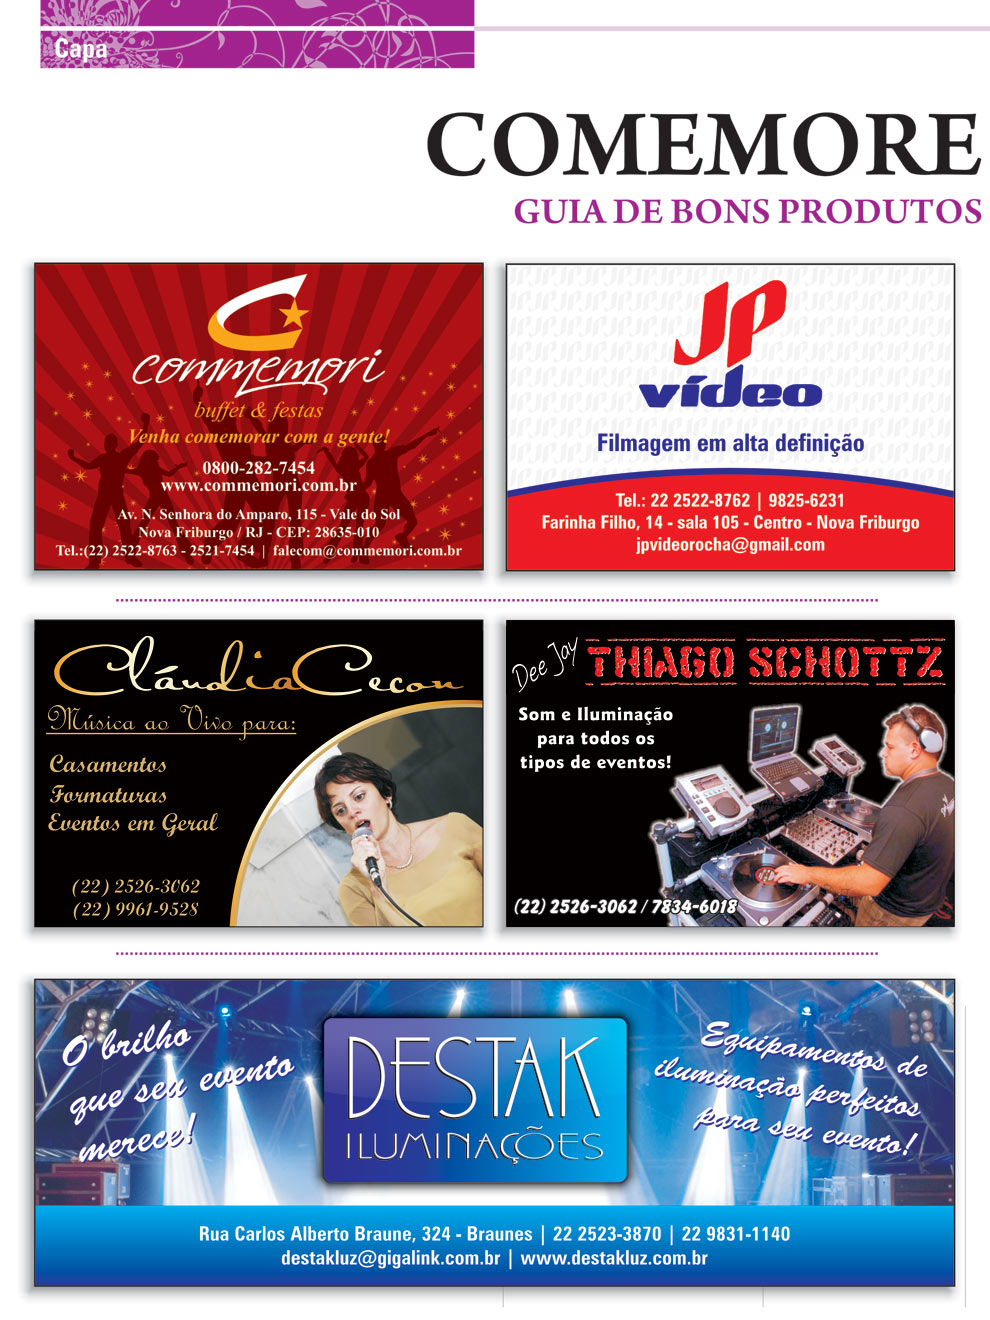 Capa
COMEMORE
GUIA DE BONS PRODUTOS
commemori
buffet & festas
Venha comemorar com a gente!
0800-282-7454
www.commemori.com.br
Av. N. Senhora do Amparo, 115 - Vale do Sol
Nova Friburgo / RJ - CEP: 28635-010
Tel.:(22) 2522-8763 - 2521-7454 | falecom@commemori.com.br
JP
vídeo
Filmagem em alta definição
Tel.: 22 2522-8762 | 9825-6231
Farinha Filho, 14 - sala 105 - Centro - Nova Friburgo
jpvideorocha@gmail.com
Cláudia Cecon
Música ao Vivo para:
Casamentos
Formaturas
Eventos em Geral
(22) 2526-3062
(22) 9961-9528
Dee Jay THIAGO SCHOTTZ
Som e Iluminação
para todos os
tipos de eventos!
(22) 2526-3062 / 7834-6018
O brilho
que seu evento
merece!
DESTAK
ILUMINAÇÕES
Equipamentos de
iluminação perfeitos
para seu evento!
Rua Carlos Alberto Braune, 324 - Braunes | 22 2523-3870 | 22 9831-1140
destakluz@gigalink.com.br | www.destakluz.com.br